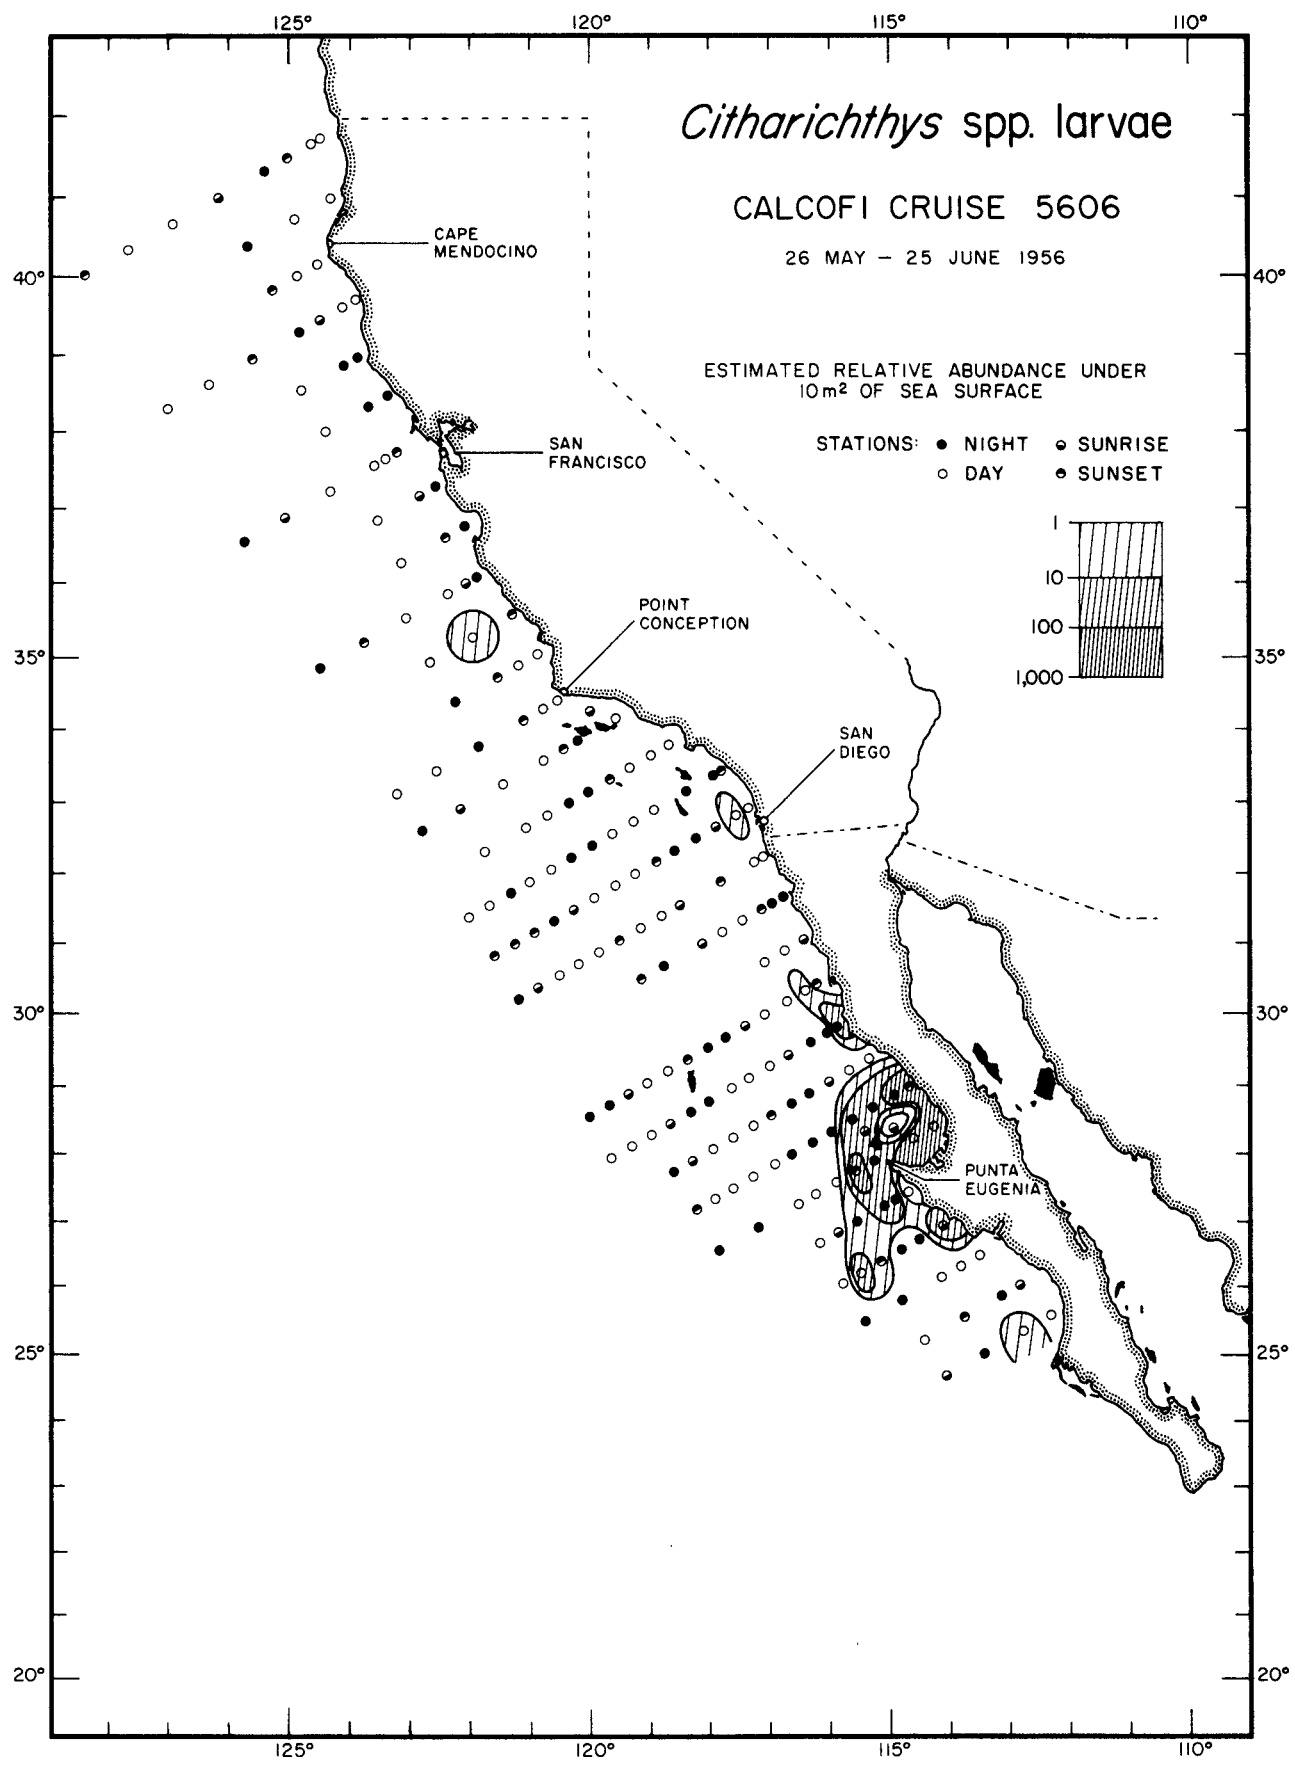 125°
120°
115°
110°
Citharichthys spp. larvae
CALCOFI CRUISE 5606
26 MAY – 25 JUNE 1956
CAPE
MENDOCINO
40°
40°
ESTIMATED RELATIVE ABUNDANCE UNDER
10m² OF SEA SURFACE
STATIONS: ● NIGHT SUNRISE
○ DAY SUNSET
SAN
FRANCISCO
1
10
100
1,000
POINT
CONCEPTION
35°
35°
SAN
DIEGO
30°
30°
PUNTA
EUGENIA
25°
25°
20°
20°
125°
120°
115°
110°